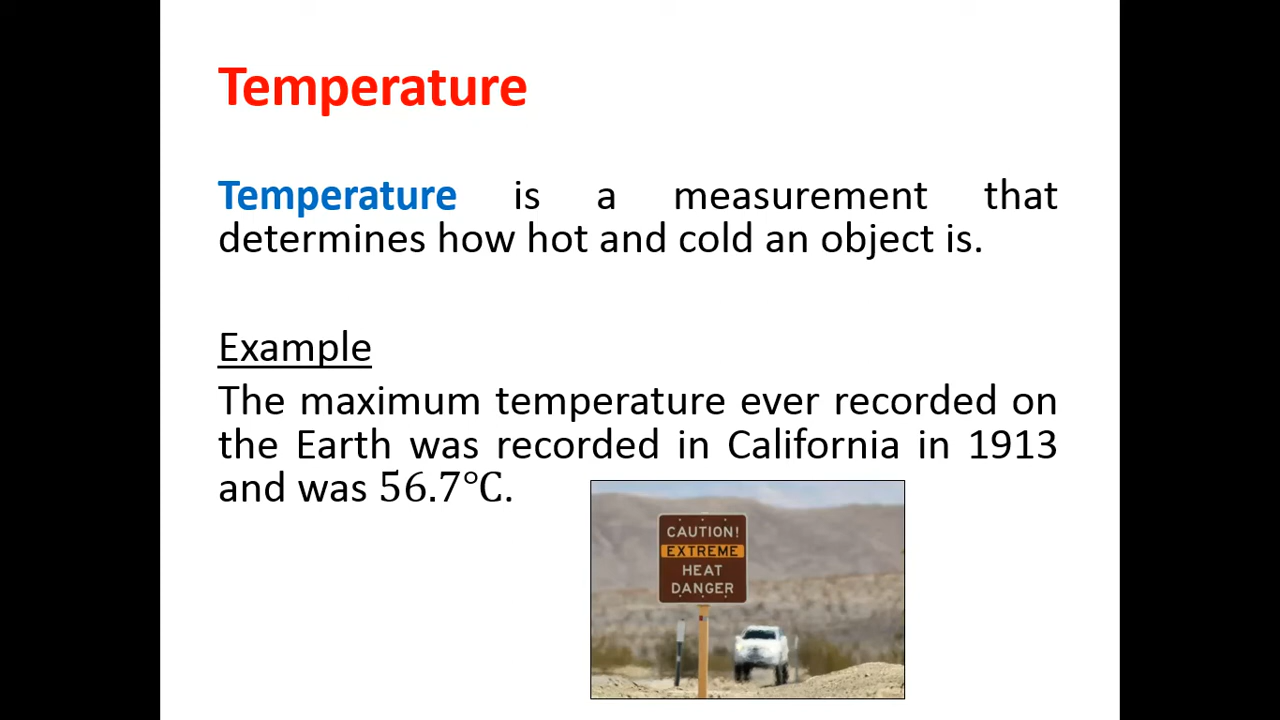 Temperature
Temperature is a measurement that
determines how hot and cold an object is.
Example
The maximum temperature ever recorded on
the Earth was recorded in California in 1913
and was 56.7°C.
CAUTION!
EXTREME
HEAT
DANGER